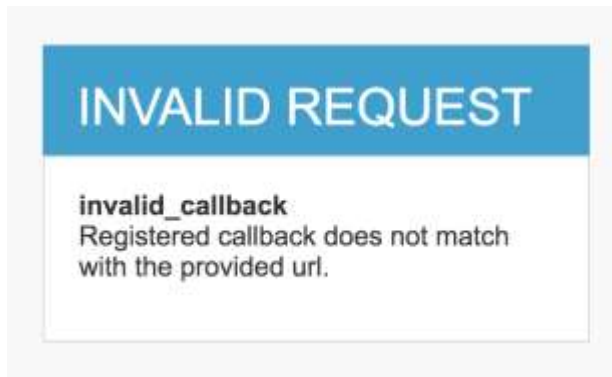 INVALID REQUEST
invalid_callback
Registered callback does not match
with the provided url.